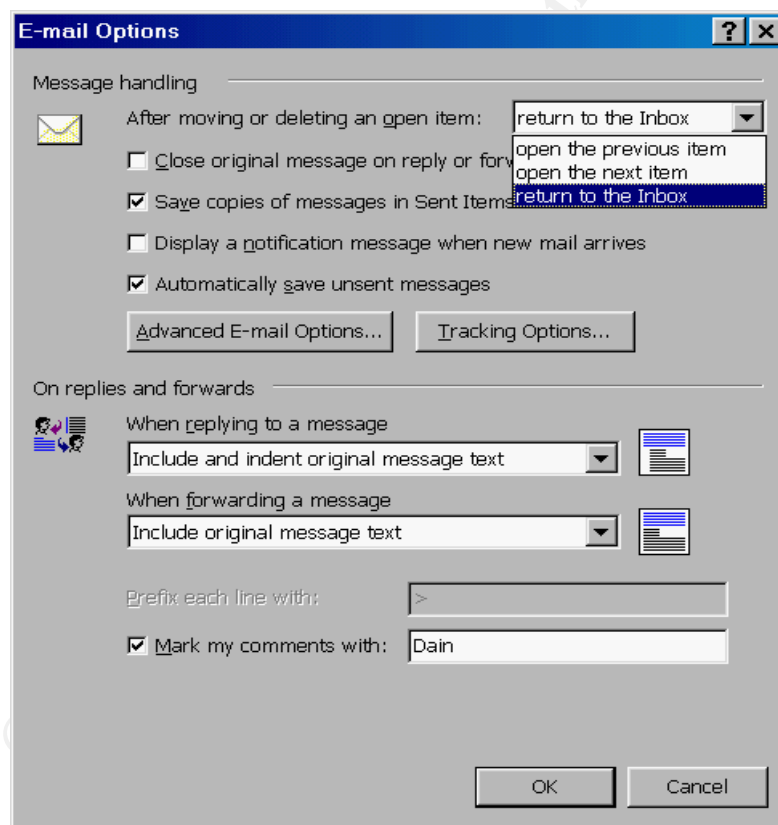 E-mail Options
Message handling
After moving or deleting an open item: return to the Inbox
open the previous item
Close original message on reply or forw
open the next item
Save copies of messages in Sent Items
return to the Inbox
Display a notification message when new mail arrives
Automatically save unsent messages
Advanced E-mail Options... Tracking Options...
On replies and forwards
When replying to a message
Include and indent original message text
When forwarding a message
Include original message text
Prefix each line with: >
Mark my comments with: Dain
OK Cancel